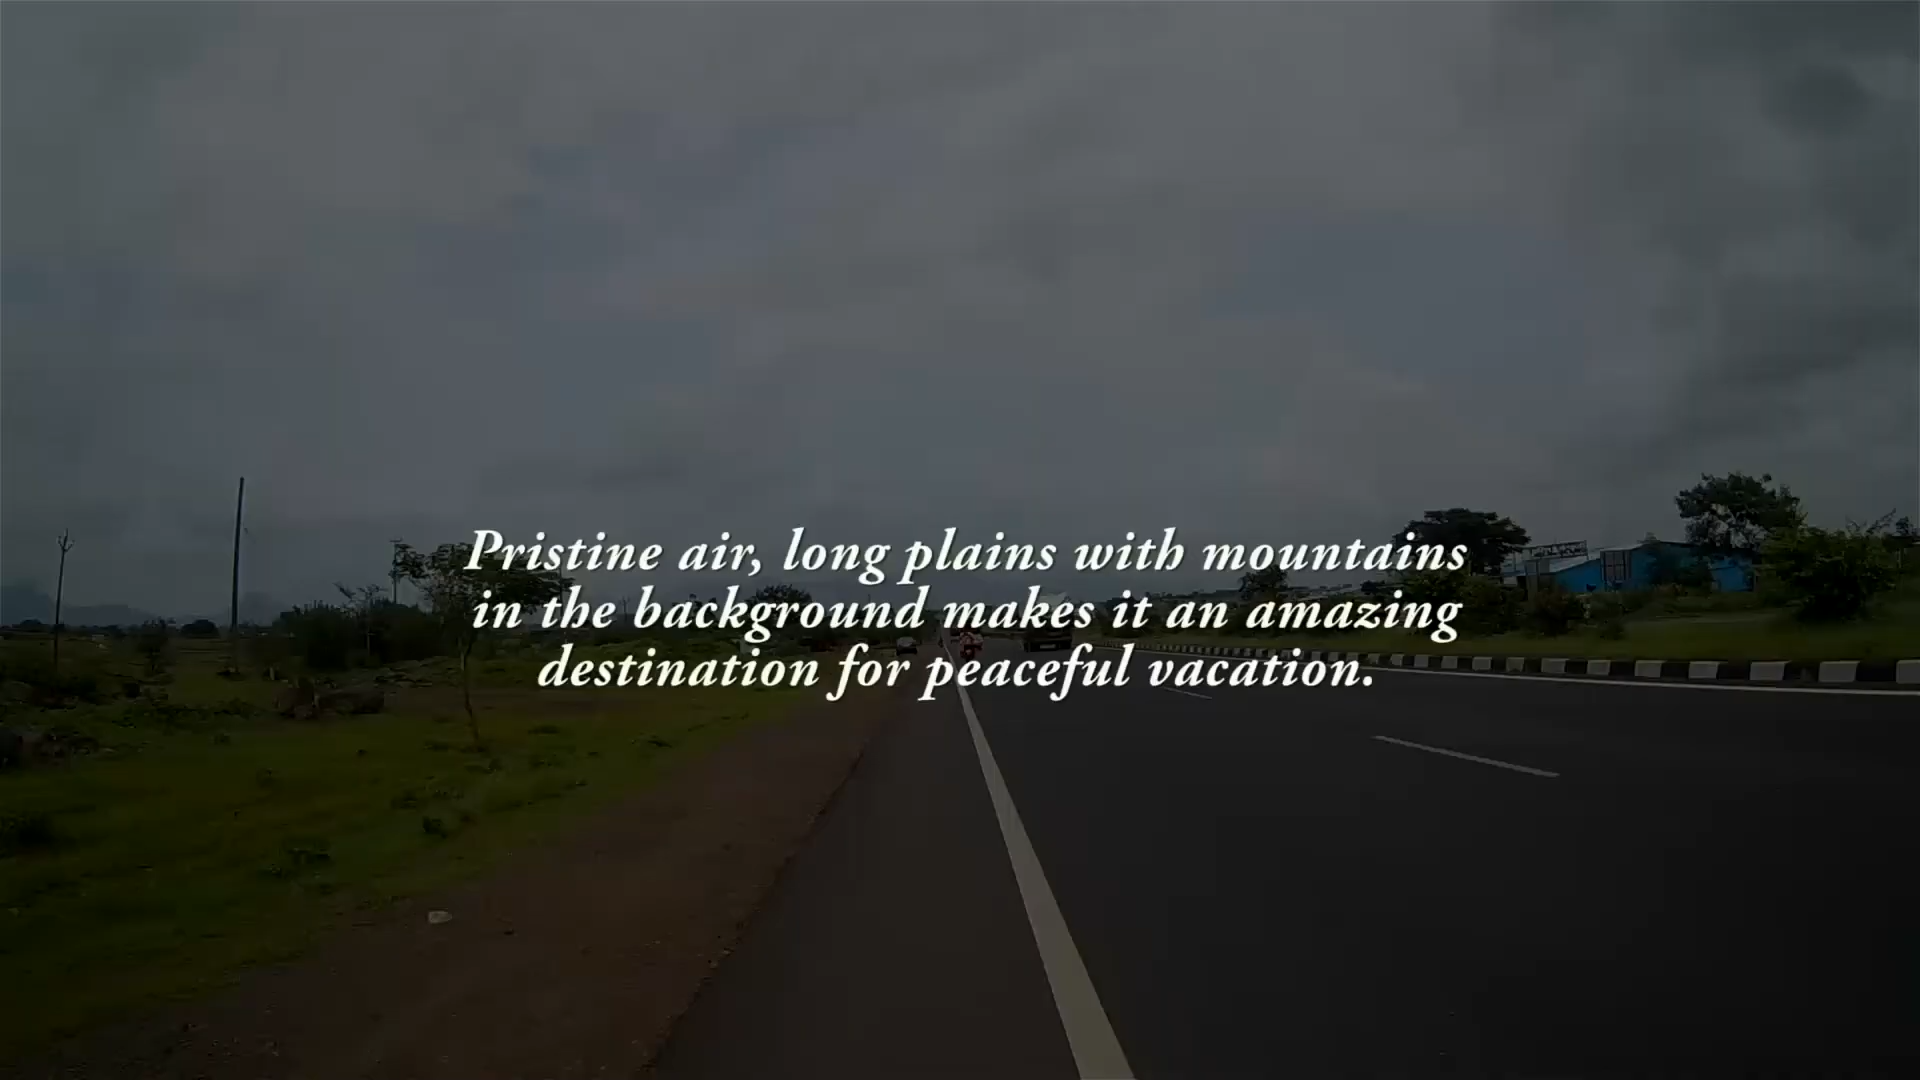 Pristine air, long plains with mountains
in the background makes it an amazing
destination for peaceful vacation.